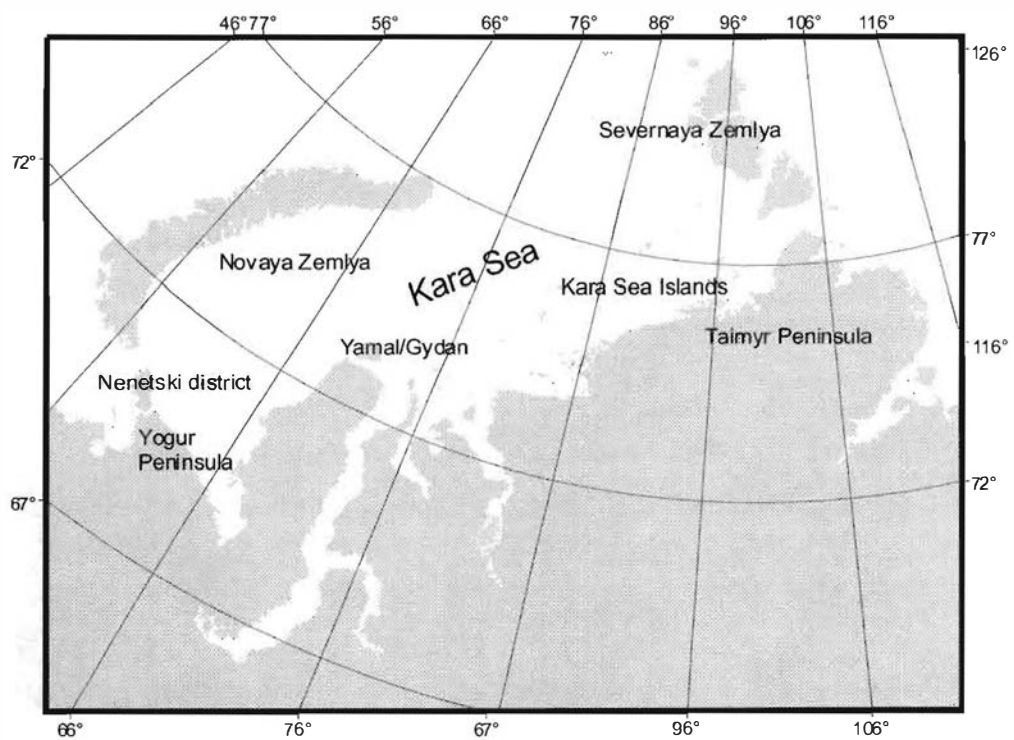 46° 77° 56° 66° 76° 86° 96° 106° 116°
126°
Severnaya Zemlya
72°
77°
Novaya Zemlya
Kara Sea
Kara Sea Islands
Taimyr Peninsula
116°
Yamal/Gydan
Nenetski district
Yogur
Peninsula
72°
67°
66° 76° 67° 96° 106°